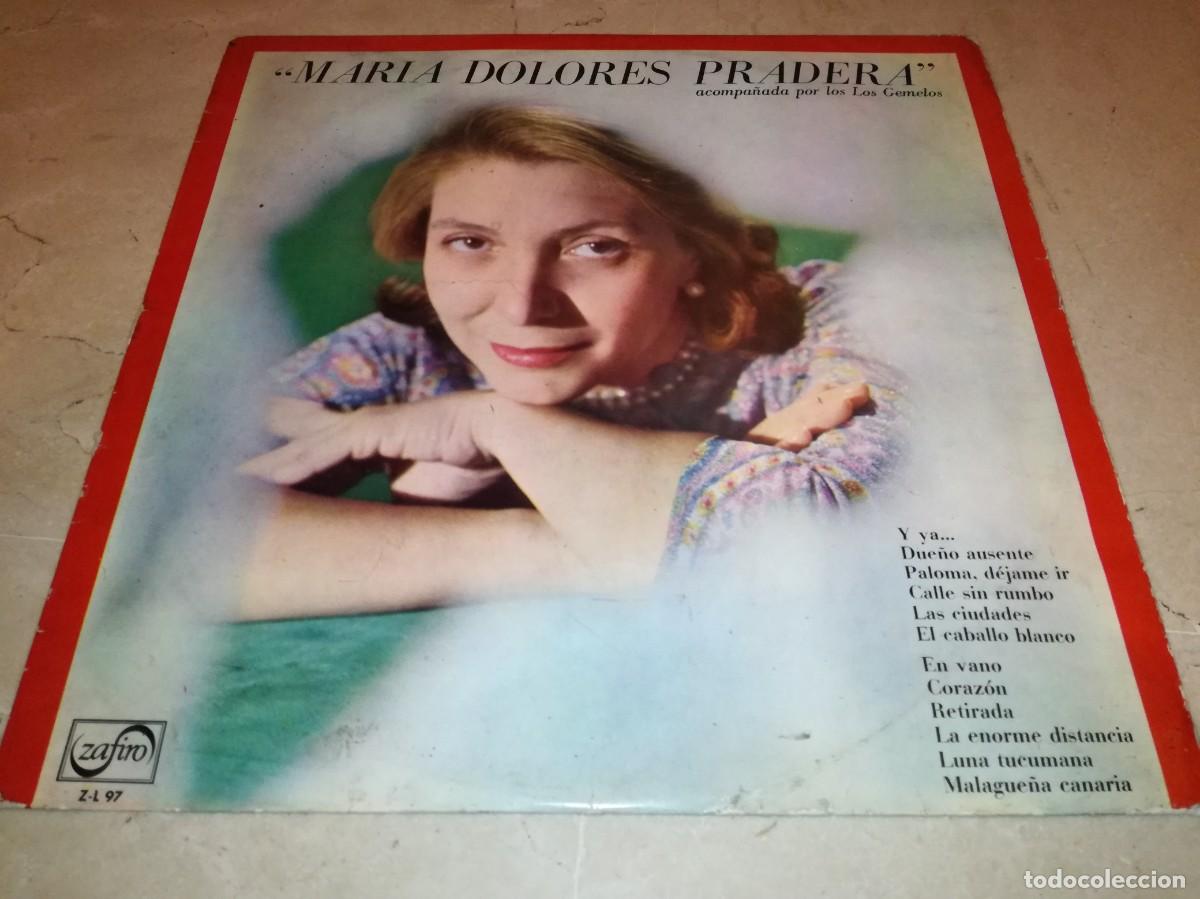 “MARIA DOLORES PRADERA”
acompañada por los Los Gemelos
Y ya...
Dueño ausente
Paloma, déjame ir
Calle sin rumbo
Las ciudades
El caballo blanco
En vano
Corazón
Retirada
La enorme distancia
Luna tucumana
Malagueña canaria
zafiro
Z-L 97
todocoleccion